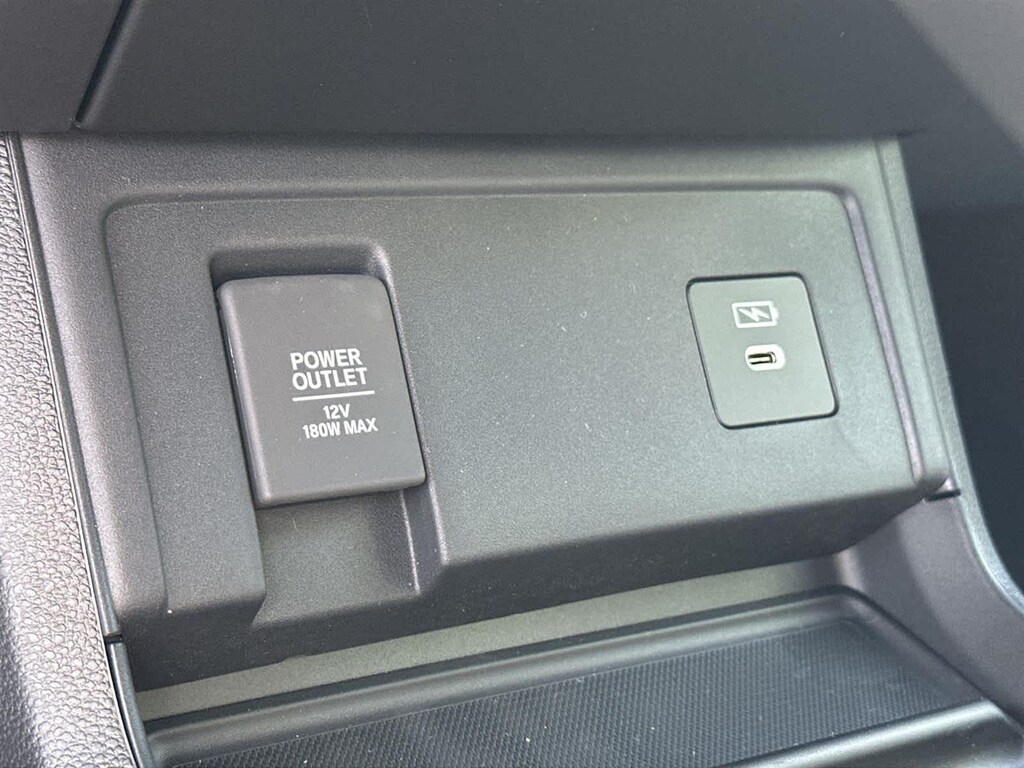 POWER
OUTLET
12V
180W MAX